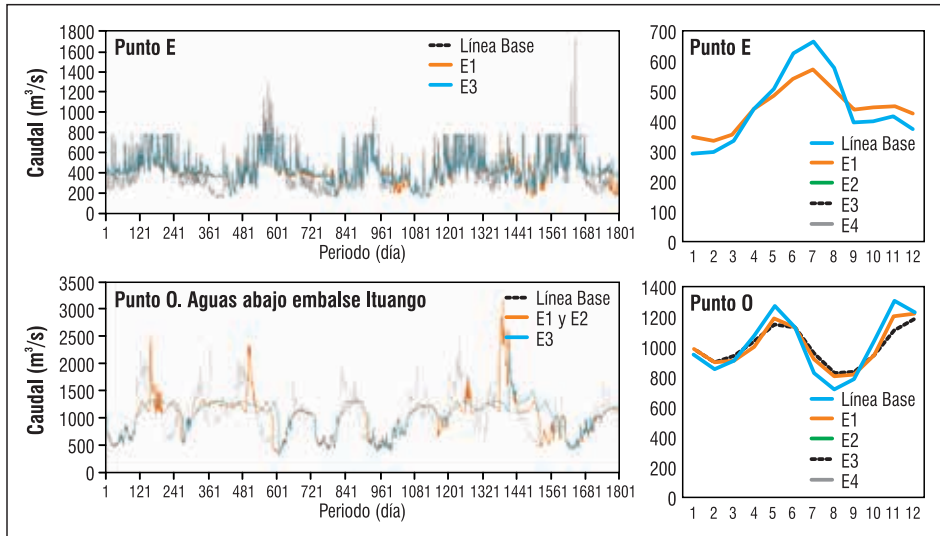 Punto E
Línea Base
E1
E3
Caudal (m³/s)
1800
1600
1400
1200
1000
800
600
400
200
0
1 121 241 361 481 601 721 841 961 1081 1201 1321 1441 1561 1681 1801
Periodo (día)
Punto E
700
600
500
400
300
200
100
0
Línea Base
E1
E2
E3
E4
1 2 3 4 5 6 7 8 9 10 11 12
Punto O. Aguas abajo embalse Ituango
Línea Base
E1 y E2
E3
Caudal (m³/s)
3500
3000
2500
2000
1500
1000
500
0
1 121 241 361 481 601 721 841 961 1081 1201 1321 1441 1561 1681 1801
Periodo (día)
Punto O
1400
1200
1000
800
600
400
200
0
Línea Base
E1
E2
E3
E4
1 2 3 4 5 6 7 8 9 10 11 12